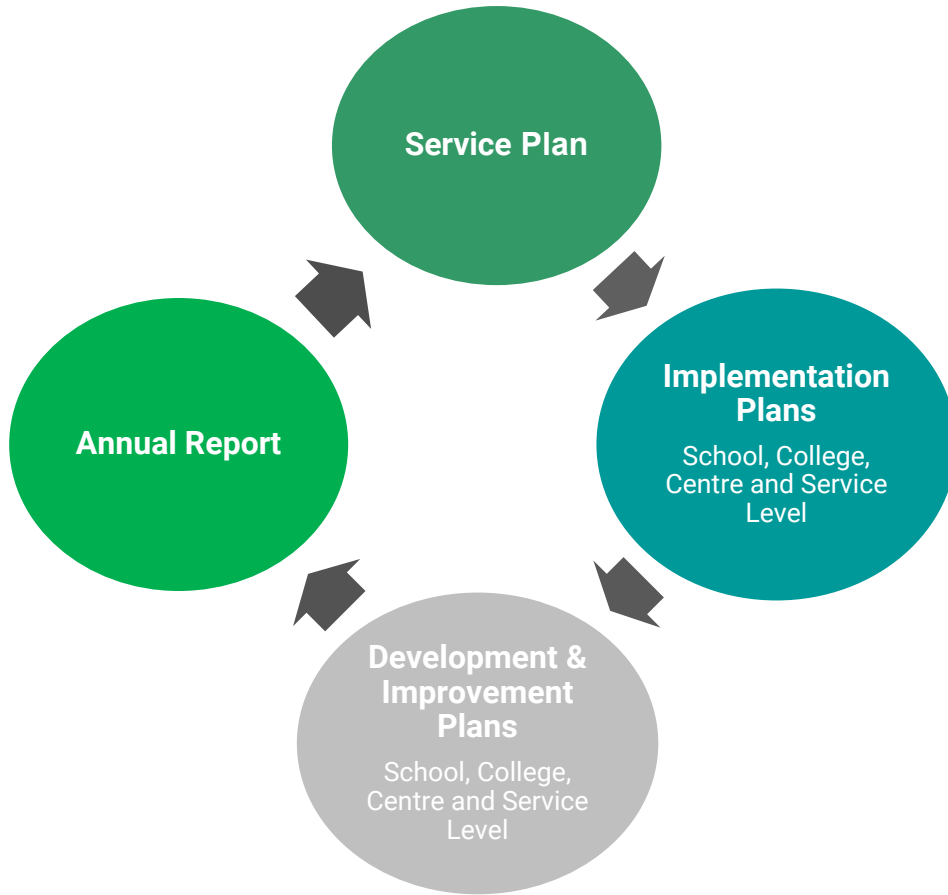 Service Plan
Implementation
Plans
School, College,
Centre and Service
Level
Development &
Improvement
Plans
School, College,
Centre and Service
Level
Annual Report